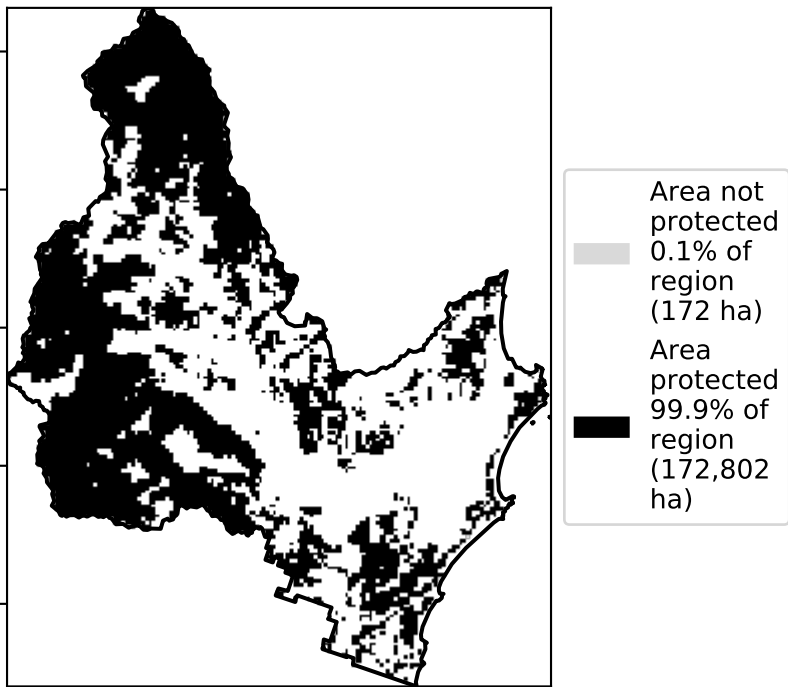 Area not
protected
0.1% of
region
(172 ha)
Area
protected
99.9% of
region
(172,802
ha)